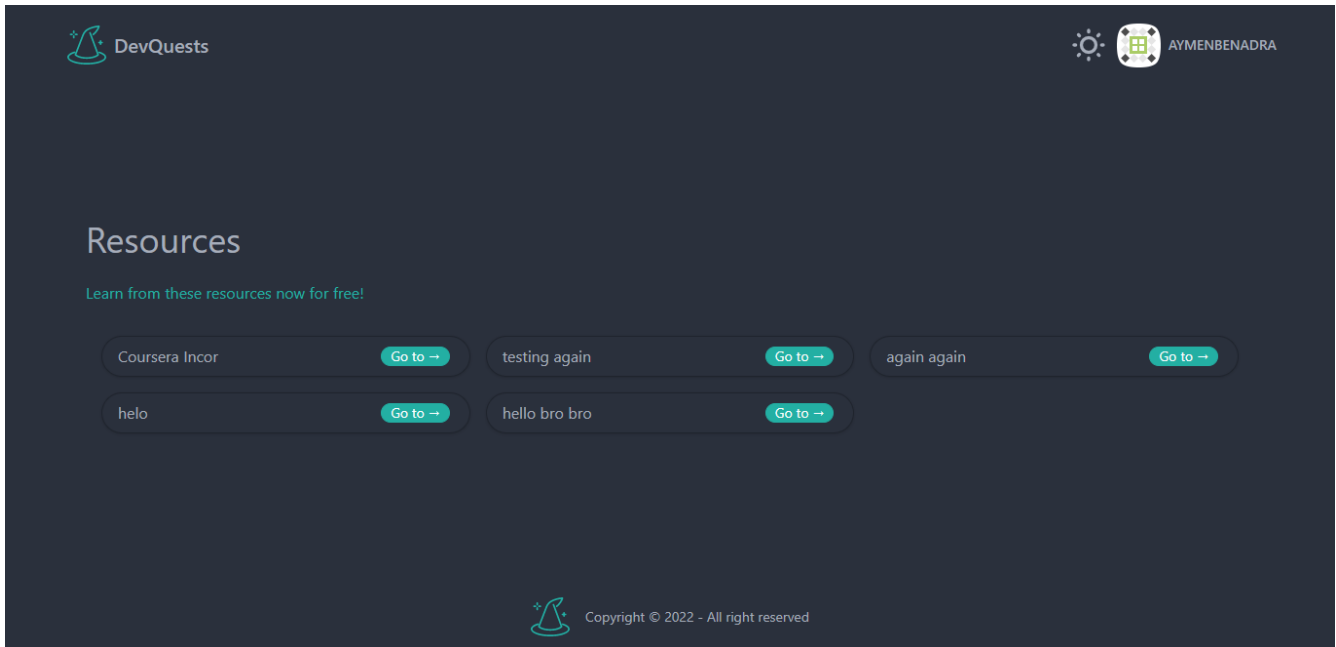 DevQuests
AYMENBENADRA
Resources
Learn from these resources now for free!
Coursera Incor Go to →
testing again Go to →
again again Go to →
helo Go to →
hello bro bro Go to →
Copyright © 2022 - All right reserved